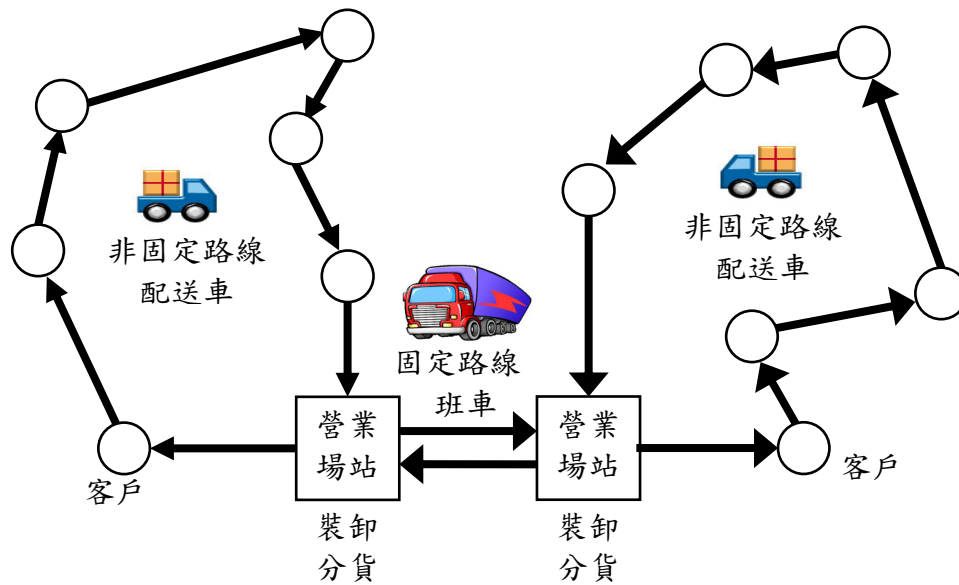 非固定路線
配送車
非固定路線
配送車
固定路線
班車
營業
場站
營業
場站
客戶
客戶
裝卸
分貨
裝卸
分貨